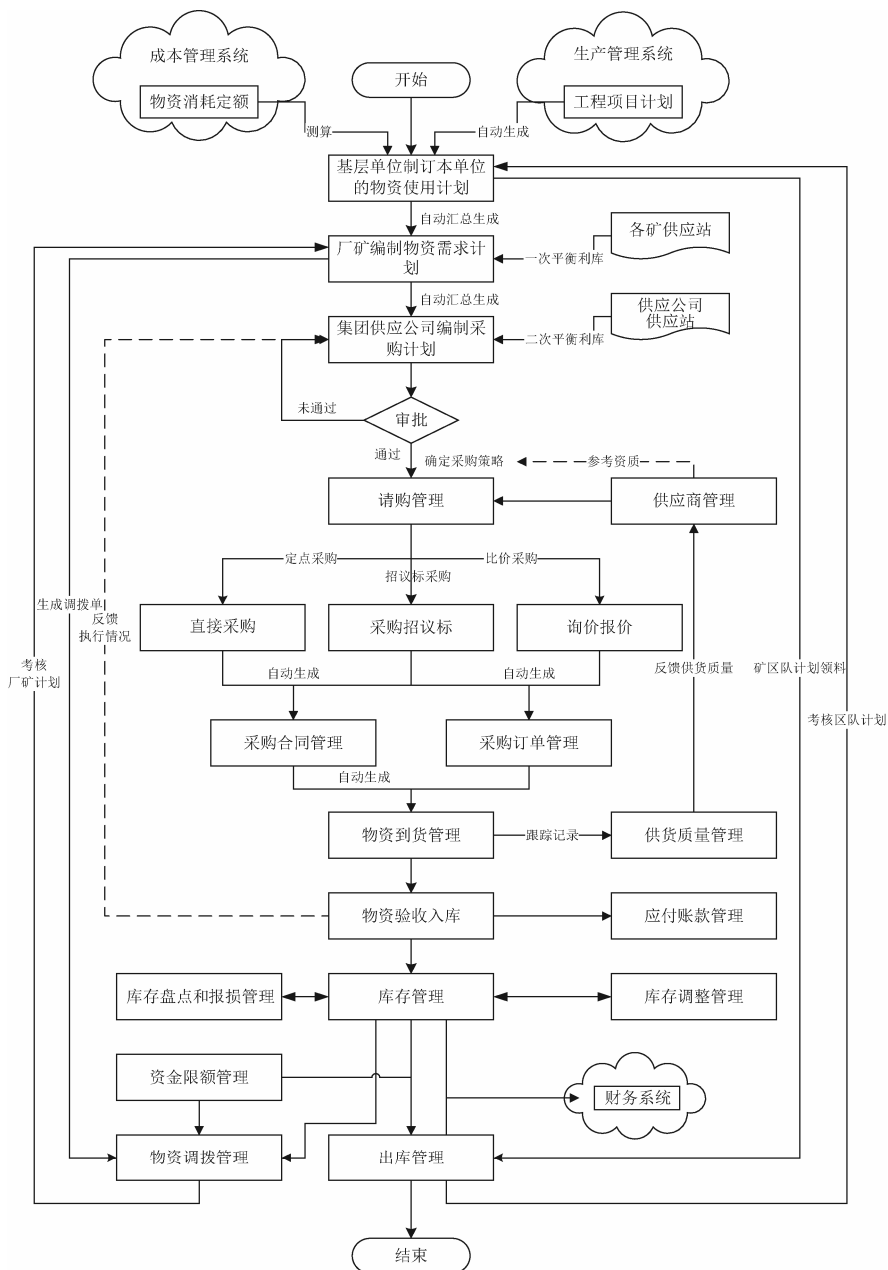 成本管理系统
物资消耗定额
开始
生产管理系统
工程项目计划
测算
自动生成
基层单位制订本单位
的物资使用计划
自动汇总生成
厂矿编制物资需求计
划
一次平衡利库
各矿供应站
自动汇总生成
集团供应公司编制采
购计划
二次平衡利库
供应公司
供应站
未通过
审批
通过
确定采购策略
参考资质
请购管理
供应商管理
定点采购
招议标采购
比价采购
直接采购
采购招议标
询价报价
生成调拨单
反馈
执行情况
考核
厂矿计划
自动生成
自动生成
反馈供货质量
矿区队计划领料
考核区队计划
采购合同管理
采购订单管理
自动生成
物资到货管理
跟踪记录
供货质量管理
物资验收入库
应付账款管理
库存盘点和报损管理
库存管理
库存调整管理
资金限额管理
财务系统
物资调拨管理
出库管理
结束